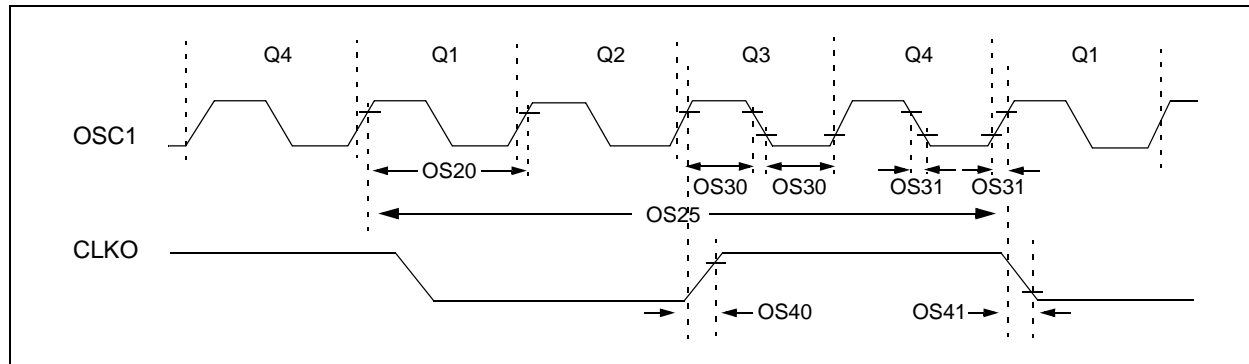 Q4 Q1 Q2 Q3 Q4 Q1
OSC1
OS20
OS30 OS30
OS31 OS31
OS25
CLKO
OS40
OS41